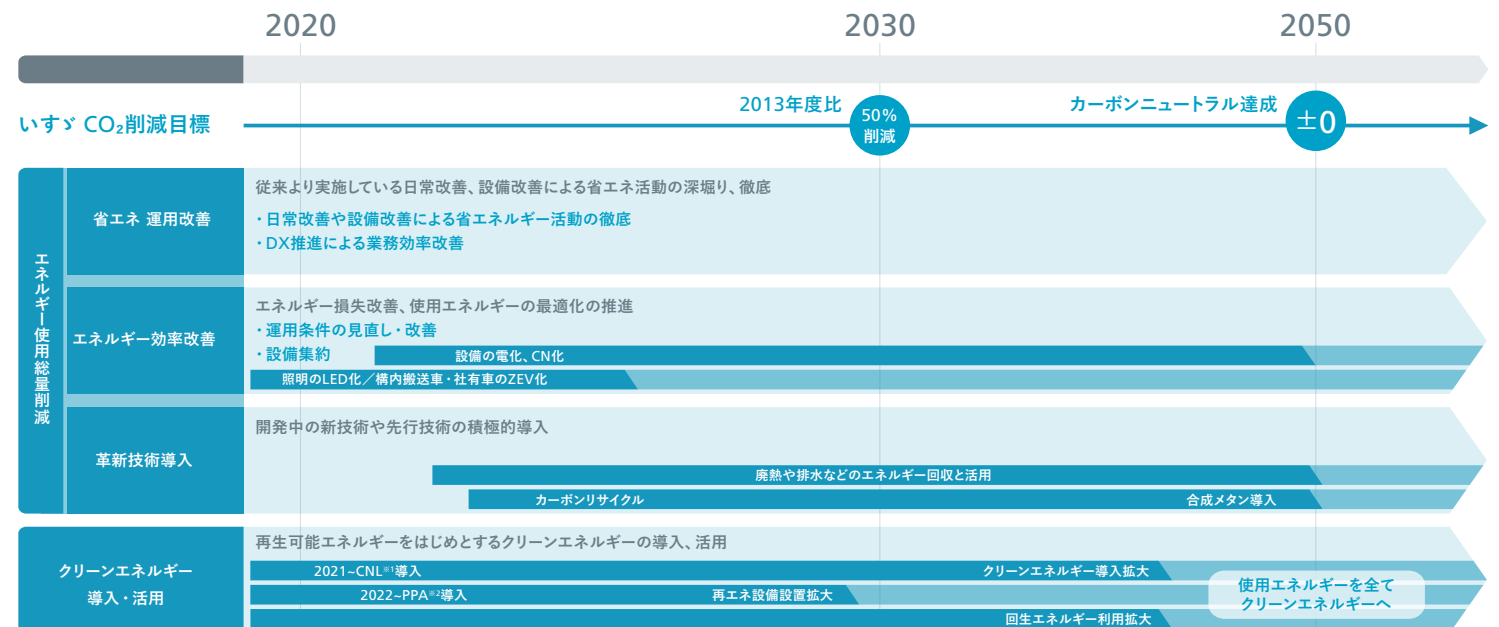 2020
2030
2050
いすゞ CO₂削減目標
2013年度比
50%
削減
カーボンニュートラル達成
±0
エネルギー使用総量削減
省エネ 運用改善
従来より実施している日常改善、設備改善による省エネ活動の深堀り、徹底
・日常改善や設備改善による省エネルギー活動の徹底
・DX推進による業務効率改善
エネルギー効率改善
エネルギー損失改善、使用エネルギーの最適化の推進
・運用条件の見直し・改善
・設備集約
設備の電化、CN化
照明のLED化／構内搬送車・社有車のZEV化
革新技術導入
開発中の新技術や先行技術の積極的導入
廃熱や排水などのエネルギー回収と活用
カーボンリサイクル
合成メタン導入
クリーンエネルギー
導入・活用
再生可能エネルギーをはじめとするクリーンエネルギーの導入、活用
2021~CNL※1導入
クリーンエネルギー導入拡大
2022~PPA※2導入
再エネ設備設置拡大
回生エネルギー利用拡大
使用エネルギーを全て
クリーンエネルギーへ